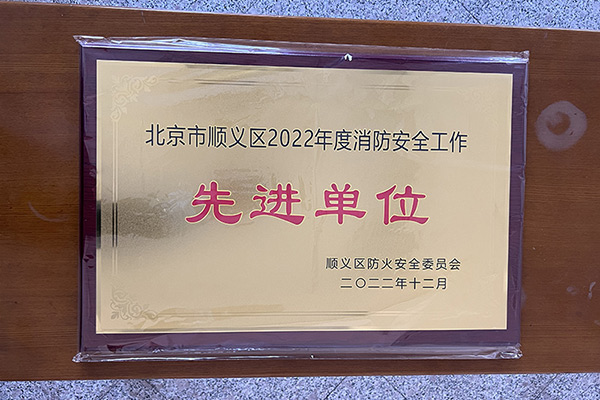 北京市顺义区2022年度消防安全工作
先进单位
顺义区防火安全委员会
二〇二二年十二月